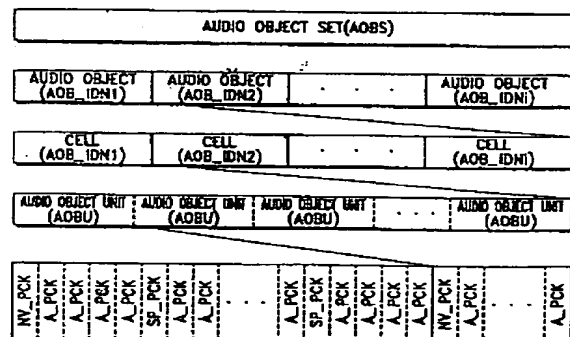 AUDIO OBJECT SET(AOBS)
AUDIO OBJECT
(AOB_IDN1)
AUDIO OBJECT
(AOB_IDN2)
. . .
AUDIO OBJECT
(AOB_IDNi)
CELL
(AOB_IDN1)
CELL
(AOB_IDN2)
. . .
CELL
(AOB_IDNi)
AUDIO OBJECT UNIT
(AOBU)
AUDIO OBJECT UNIT
(AOBU)
AUDIO OBJECT UNIT
(AOBU)
. . .
AUDIO OBJECT UNIT
(AOBU)
NV_PCK
A_PCK
A_PCK
A_PCK
A_PCK
SP_PCK
A_PCK
A_PCK
. . . .
A_PCK
SP_PCK
A_PCK
A_PCK
A_PCK
A_PCK
NV_PCK
A_PCK
. . .
A_PCK